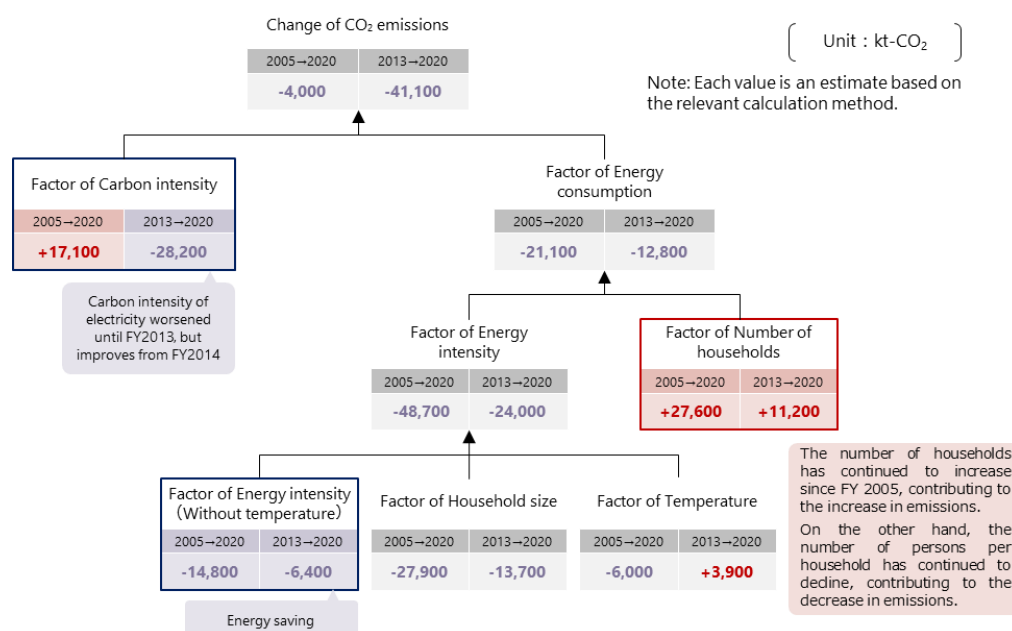 Change of CO₂ emissions
2005→2020 2013→2020
-4,000 -41,100
Unit：kt-CO₂
Note: Each value is an estimate based on
the relevant calculation method.
Factor of Carbon intensity
2005→2020 2013→2020
+17,100 -28,200
Carbon intensity of
electricity worsened
until FY2013, but
improves from FY2014
Factor of Energy
consumption
2005→2020 2013→2020
-21,100 -12,800
Factor of Energy
intensity
2005→2020 2013→2020
-48,700 -24,000
Factor of Number of
households
2005→2020 2013→2020
+27,600 +11,200
Factor of Energy intensity
（Without temperature）
2005→2020 2013→2020
-14,800 -6,400
Energy saving
Factor of Household size
2005→2020 2013→2020
-27,900 -13,700
Factor of Temperature
2005→2020 2013→2020
-6,000 +3,900
The number of households
has continued to increase
since FY 2005, contributing to
the increase in emissions.
On the other hand, the
number of persons per
household has continued to
decline, contributing to the
decrease in emissions.